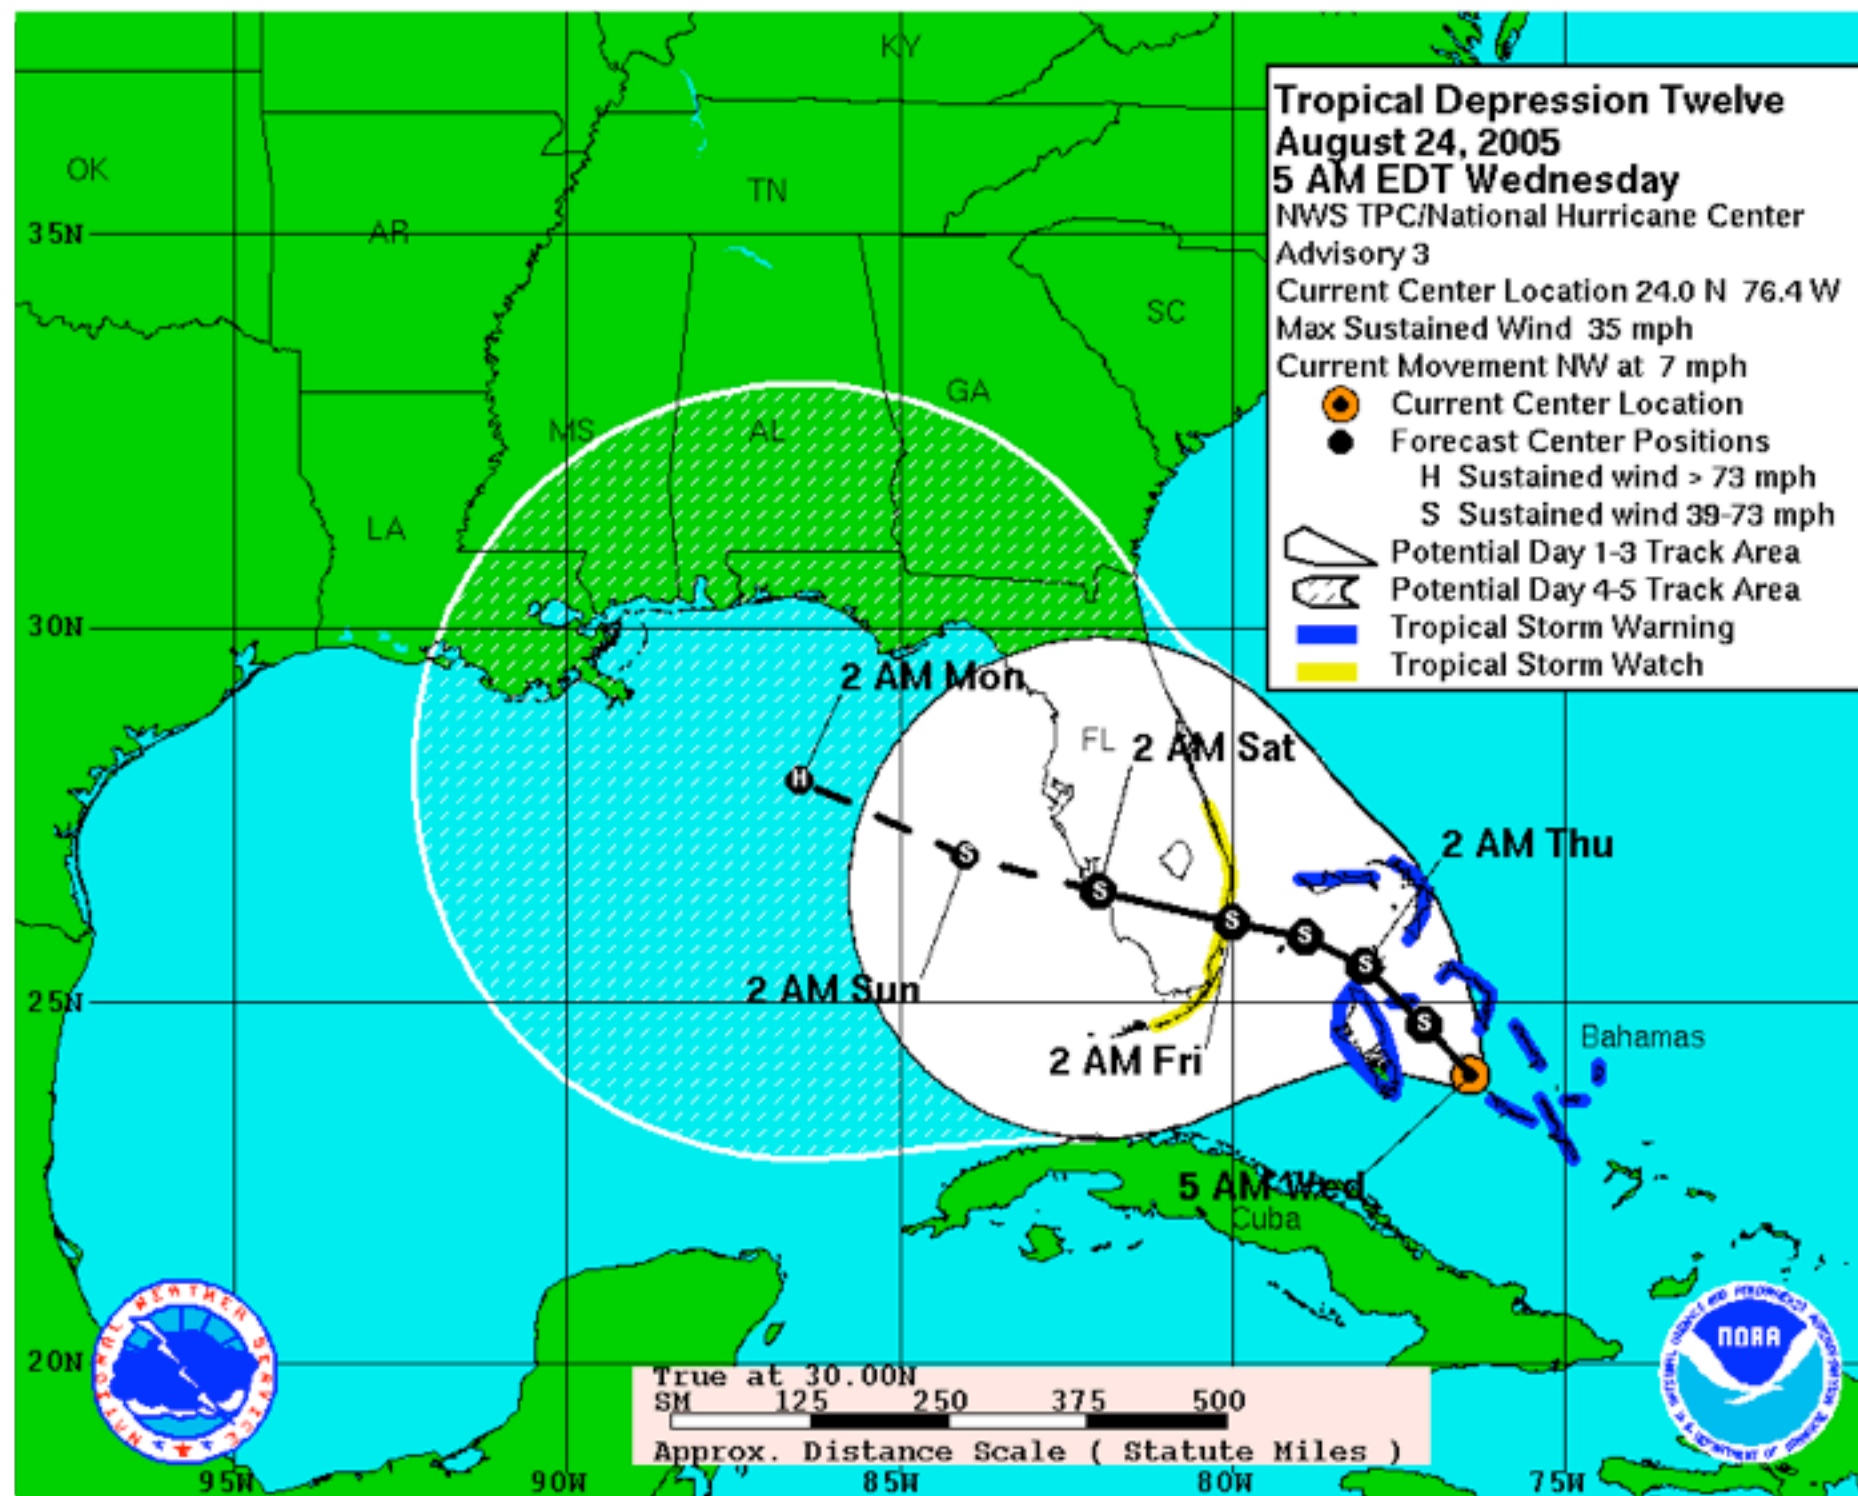 KY
Tropical Depression Twelve
August 24, 2005
5 AM EDT Wednesday
NWS TPC/National Hurricane Center
Advisory 3
Current Center Location 24.0 N 76.4 W
Max Sustained Wind 35 mph
Current Movement NW at 7 mph
Current Center Location
Forecast Center Positions
H Sustained wind > 73 mph
S Sustained wind 39-73 mph
Potential Day 1-3 Track Area
Potential Day 4-5 Track Area
Tropical Storm Warning
Tropical Storm Watch
OK
TN
35N
AR
SC
GA
MS
AL
LA
30N
2 AM Mon
FL
2 AM Sat
H
2 AM Thu
S
S
S
S
S
2 AM Sun
25N
S
Bahamas
2 AM Fri
5 AM Wed
Cuba
NATIONAL WEATHER SERVICE
NOAA
20N
True at 30.00N
SM 125 250 375 500
Approx. Distance Scale ( Statute Miles )
95W
90W
85W
80W
75W